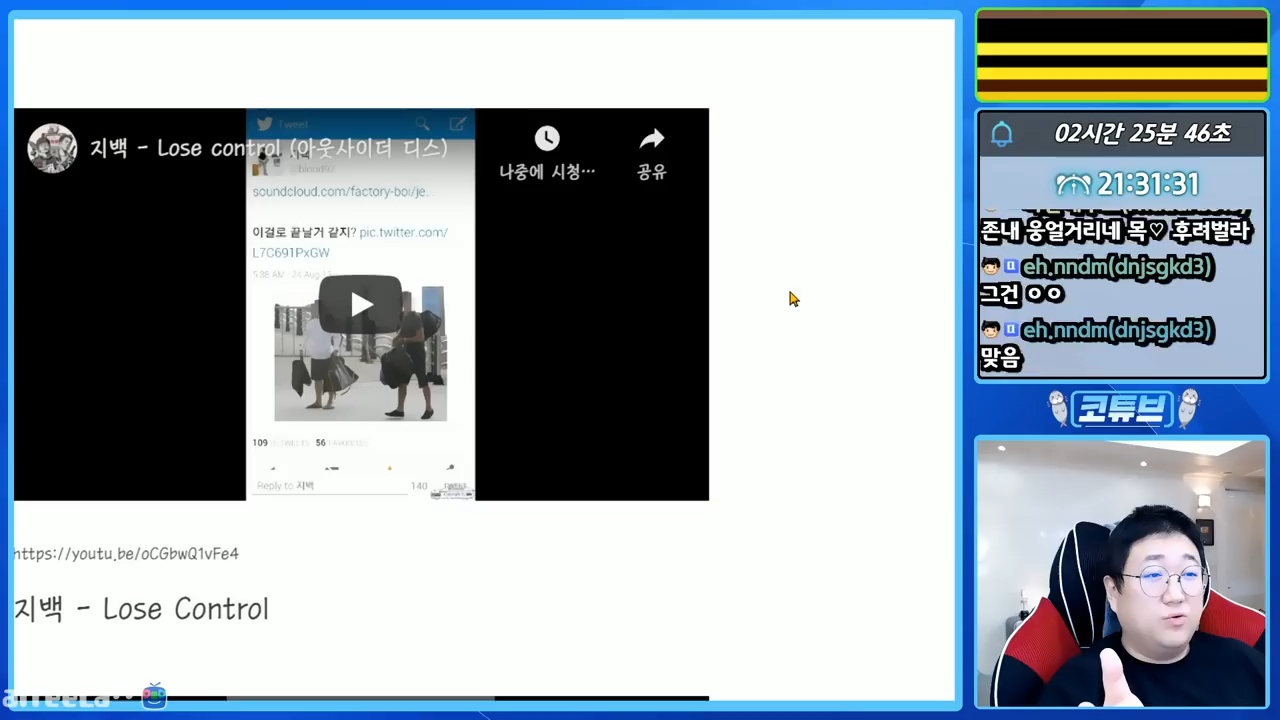 Tweet
지백 - Lose control (아웃사이더 디스)
나중에 시청…
공유
soundcloud.com/factory-boi/je..
이걸로 끝날거 같지? pic.twitter.com/
L7C691PxGW
109
56
Reply to 지백
140
https://youtu.be/oCGbwQ1vFe4
지백 - Lose Control
02시간 25분 46초
21:31:31
존내 웅얼거리네 목♡ 후려벌라
eh.nndm(dnjsgkd3)
그건 ㅇㅇ
eh.nndm(dnjsgkd3)
맞음
코튜브